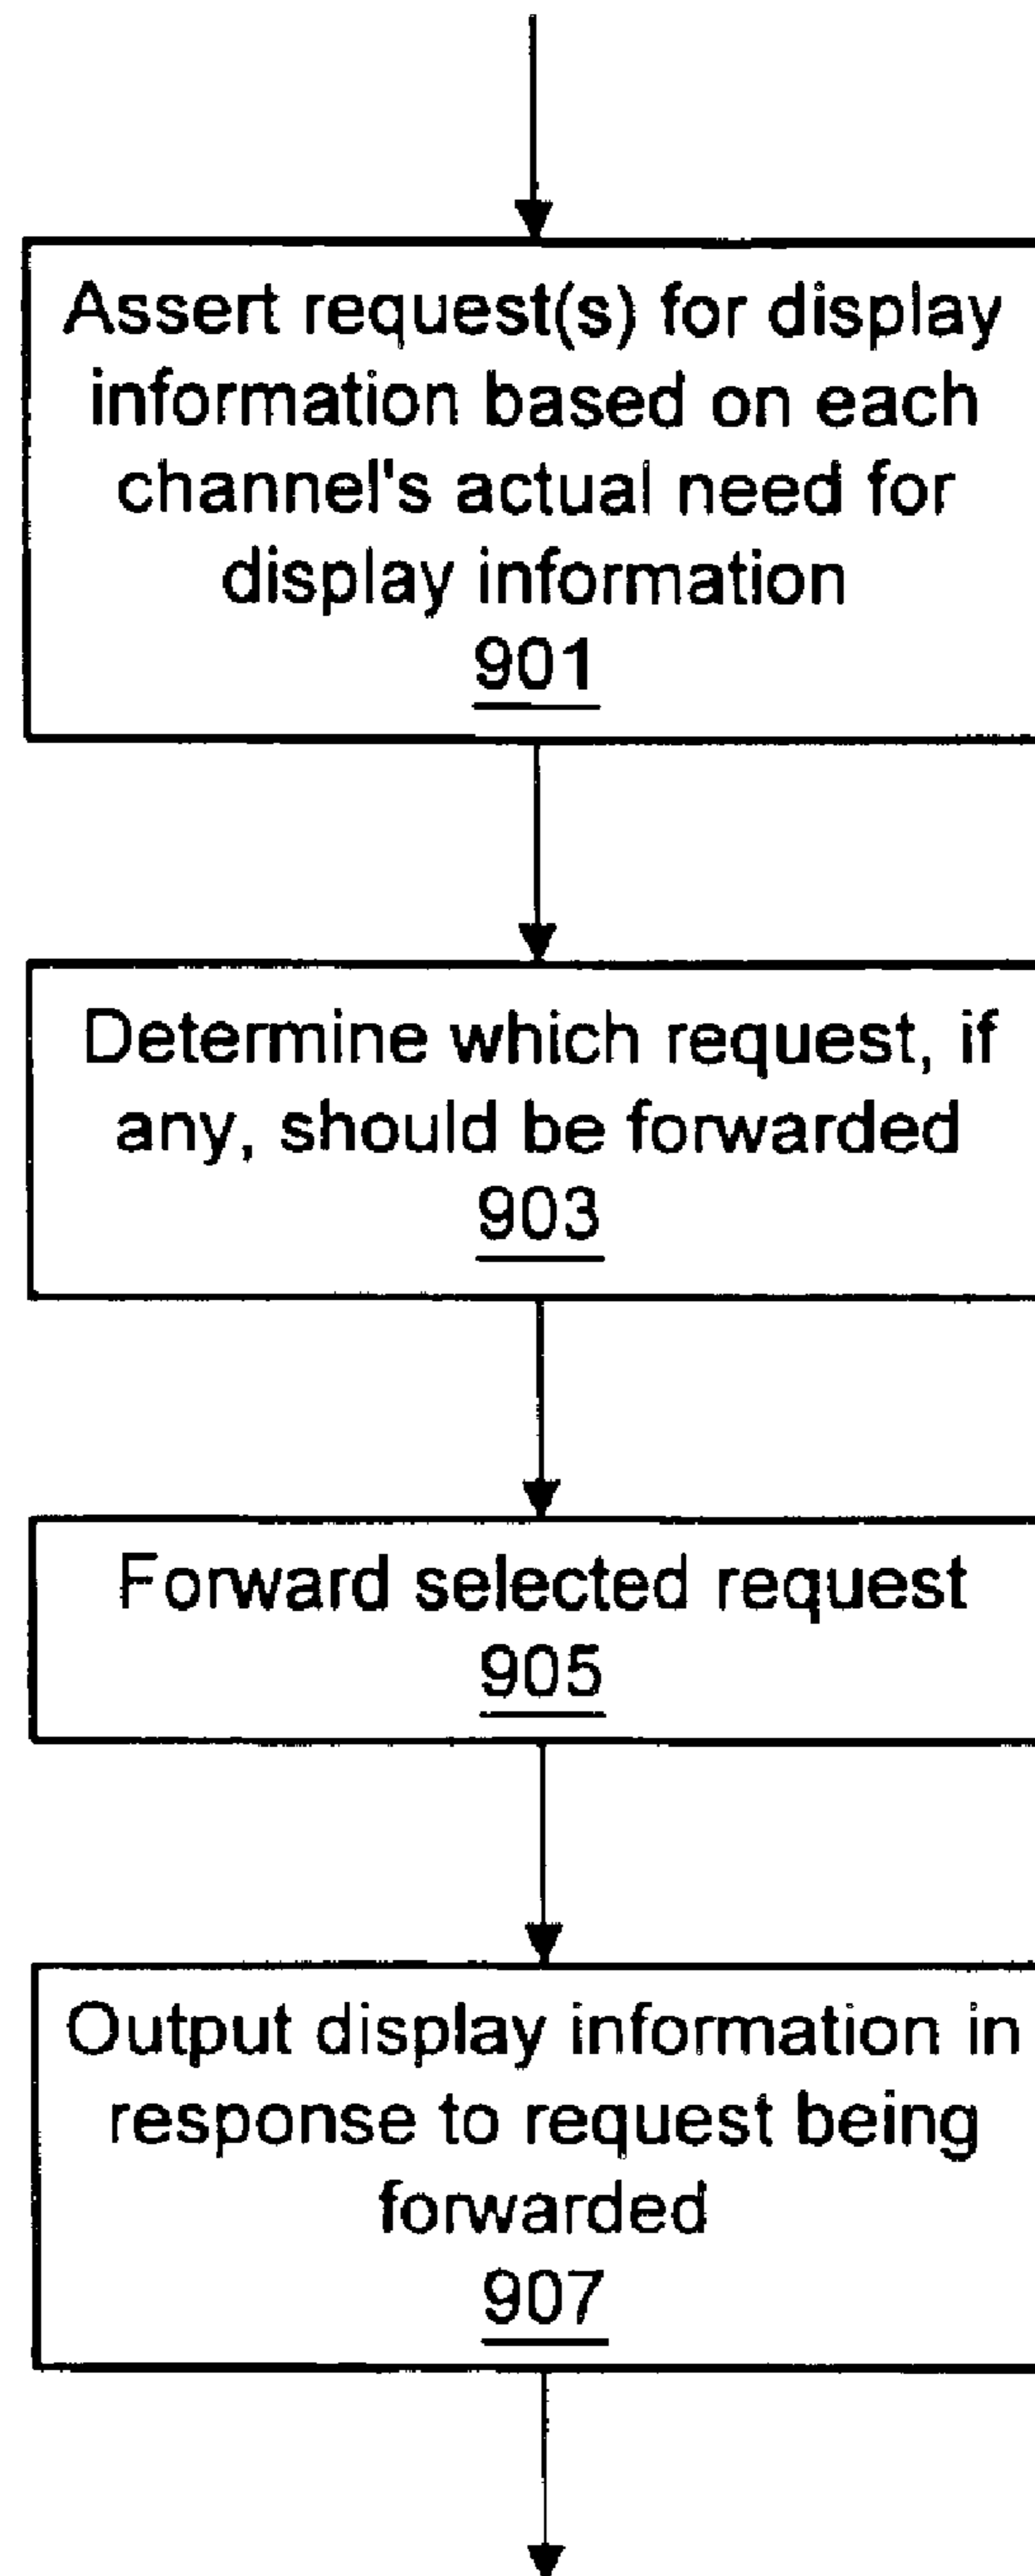 Assert request(s) for display
information based on each
channel's actual need for
display information
901
Determine which request, if
any, should be forwarded
903
Forward selected request
905
Output display information in
response to request being
forwarded
907